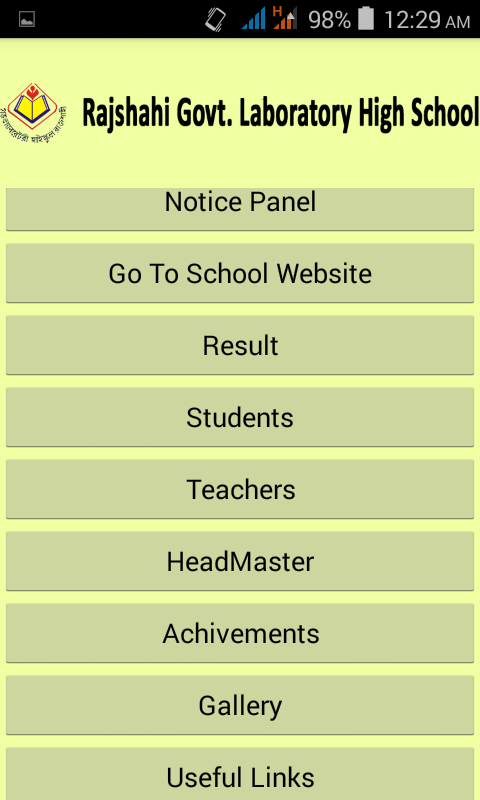 H
98% 12:29 AM
Rajshahi Govt. Laboratory High School
Notice Panel
Go To School Website
Result
Students
Teachers
HeadMaster
Achivements
Gallery
Useful Links